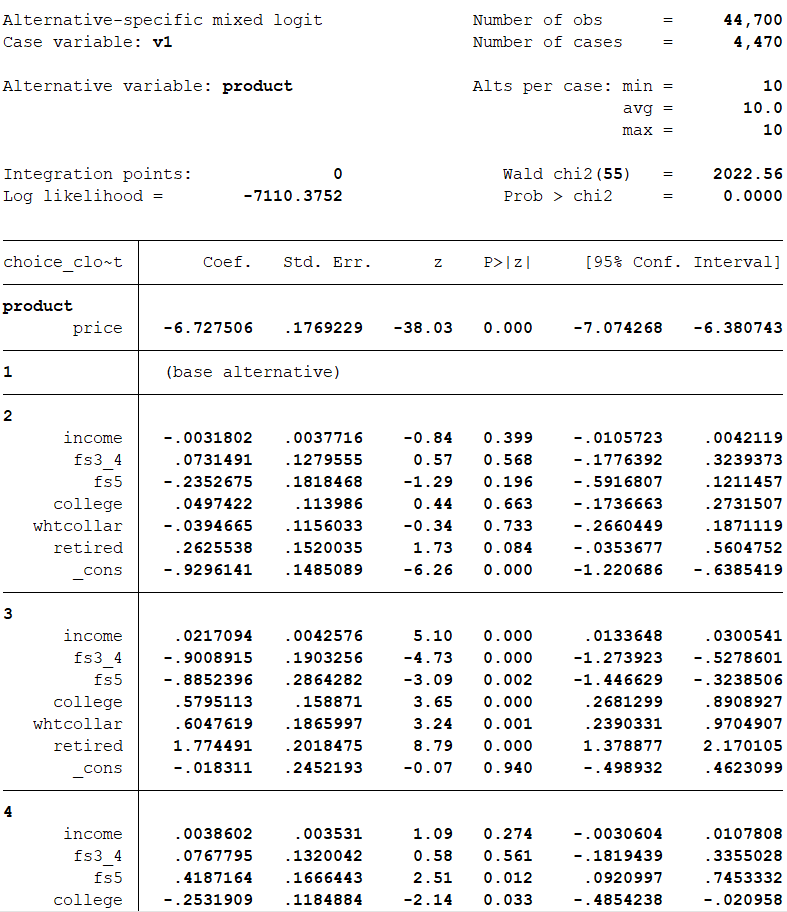 Alternative-specific mixed logit Number of obs = 44,700
Case variable: v1 Number of cases = 4,470
Alternative variable: product Alts per case: min = 10
avg = 10.0
max = 10
Integration points: 0 Wald chi2(55) = 2022.56
Log likelihood = -7110.3752 Prob > chi2 = 0.0000
choice_clo~t Coef. Std. Err. z P>|z| [95% Conf. Interval]
product
price -6.727506 .1769229 -38.03 0.000 -7.074268 -6.380743
1 (base alternative)
2
income -.0031802 .0037716 -0.84 0.399 -.0105723 .0042119
fs3_4 .0731491 .1279555 0.57 0.568 -.1776392 .3239373
fs5 -.2352675 .1818468 -1.29 0.196 -.5916807 .1211457
college .0497422 .113986 0.44 0.663 -.1736663 .2731507
whtcollar -.0394665 .1156033 -0.34 0.733 -.2660449 .1871119
retired .2625538 .1520035 1.73 0.084 -.0353677 .5604752
_cons -.9296141 .1485089 -6.26 0.000 -1.220686 -.6385419
3
income .0217094 .0042576 5.10 0.000 .0133648 .0300541
fs3_4 -.9008915 .1903256 -4.73 0.000 -1.273923 -.5278601
fs5 -.8852396 .2864282 -3.09 0.002 -1.446629 -.3238506
college .5795113 .158871 3.65 0.000 .2681299 .8908927
whtcollar .6047619 .1865997 3.24 0.001 .2390331 .9704907
retired 1.774491 .2018475 8.79 0.000 1.378877 2.170105
_cons -.018311 .2452193 -0.07 0.940 -.498932 .4623099
4
income .0038602 .003531 1.09 0.274 -.0030604 .0107808
fs3_4 .0767795 .1320042 0.58 0.561 -.1819439 .3355028
fs5 .4187164 .1666443 2.51 0.012 .0920997 .7453332
college -.2531909 .1184884 -2.14 0.033 -.4854238 -.020958